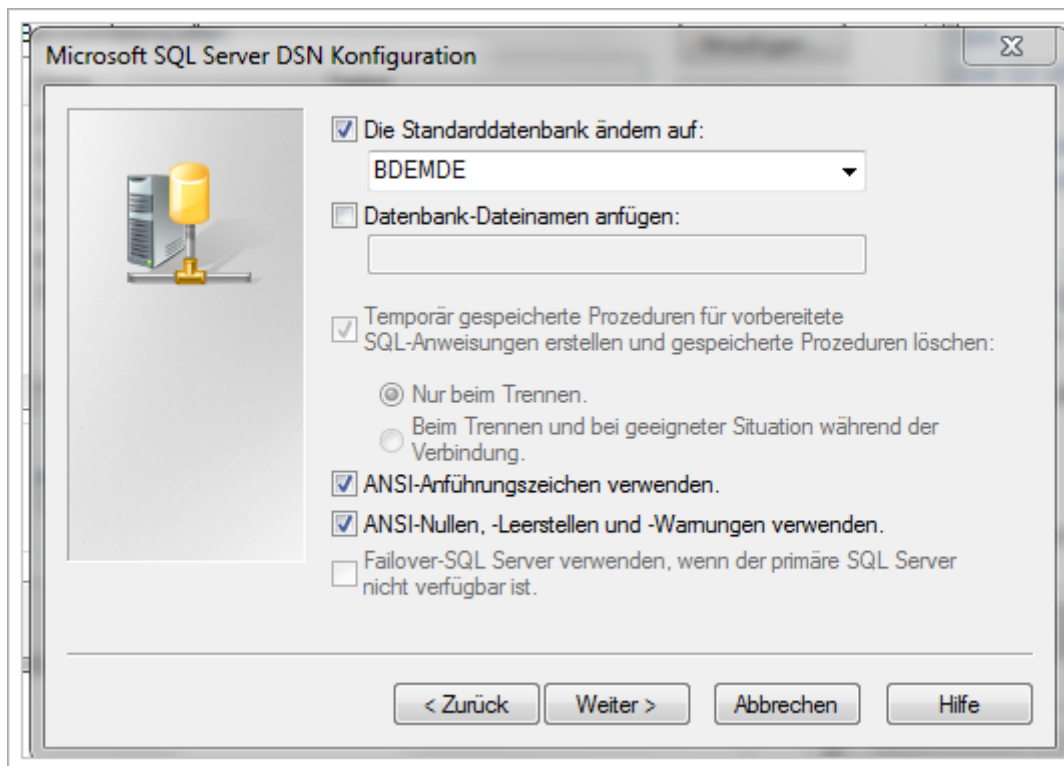 Microsoft SQL Server DSN Konfiguration
Die Standarddatenbank ändern auf:
BDEMDE
Datenbank-Dateinamen anfügen:
Temporär gespeicherte Prozeduren für vorbereitete
SQL-Anweisungen erstellen und gespeicherte Prozeduren löschen:
Nur beim Trennen.
Beim Trennen und bei geeigneter Situation während der
Verbindung.
ANSI-Anführungszeichen verwenden.
ANSI-Nullen, -Leerstellen und -Warnungen verwenden.
Failover-SQL Server verwenden, wenn der primäre SQL Server
nicht verfügbar ist.
< Zurück
Weiter >
Abbrechen
Hilfe